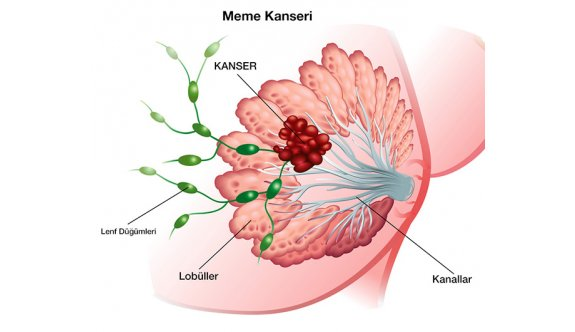 Meme Kanseri
KANSER
Lenf Düğümleri
Lobüller
Kanallar